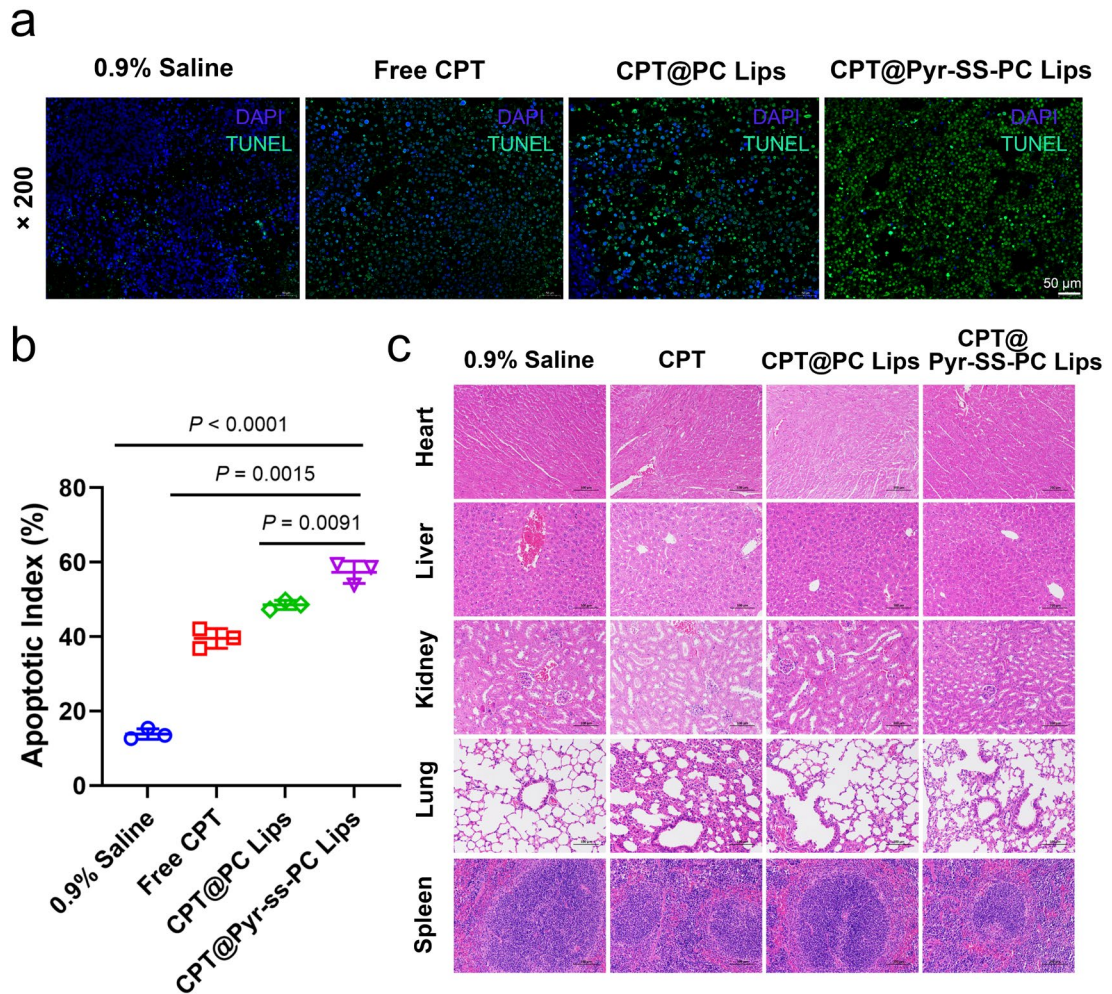 a
0.9% Saline
Free CPT
CPT@PC Lips
CPT@Pyr-SS-PC Lips
× 200
DAPI
TUNEL
DAPI
TUNEL
DAPI
TUNEL
DAPI
TUNEL
50 μm
b
P < 0.0001
P = 0.0015
P = 0.0091
Apoptotic Index (%)
80
60
40
20
0
0.9% Saline
Free CPT
CPT@PC Lips
CPT@Pyr-ss-PC Lips
c
0.9% Saline
CPT
CPT@PC Lips
CPT@
Pyr-SS-PC Lips
Heart
Liver
Kidney
Lung
Spleen